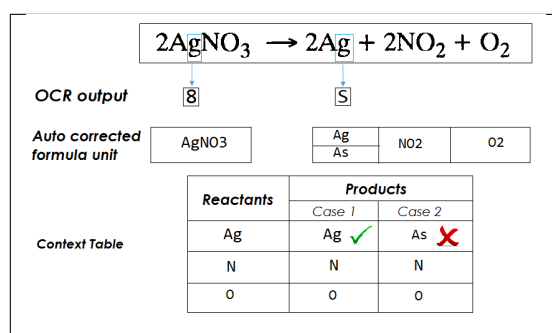 2AgNO₃ → 2Ag + 2NO₂ + O₂
OCR output 8 S
Auto corrected formula unit AgNO3 Ag As NO2 O2
Reactants Products
Case 1 Case 2
Context Table
Ag Ag As
N N N
O O O